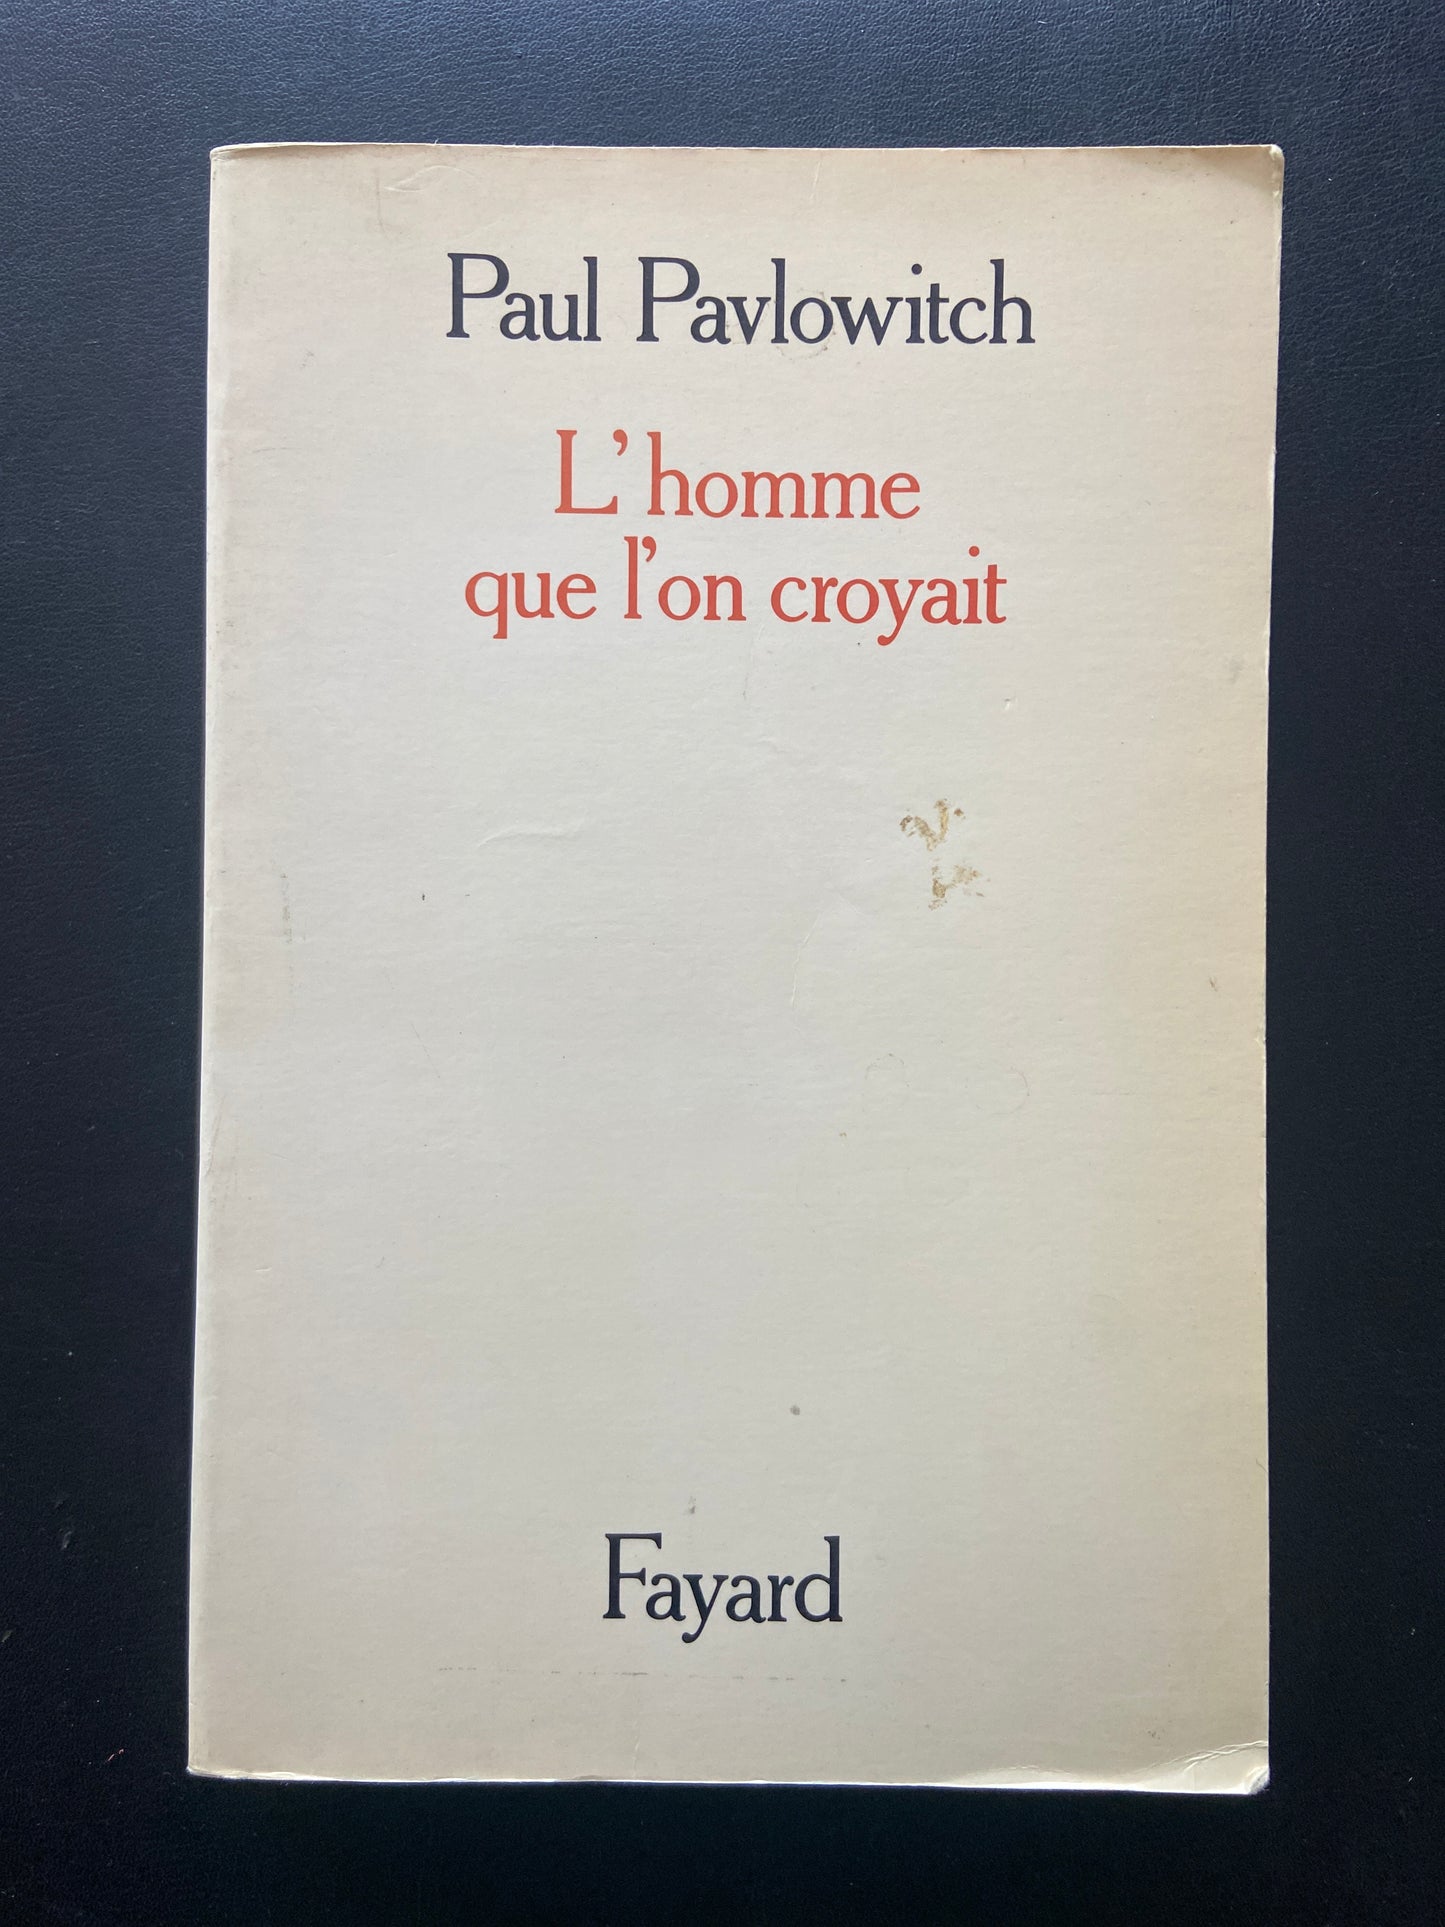 Paul Pavlowitch
L'homme
que l'on croyait
Fayard